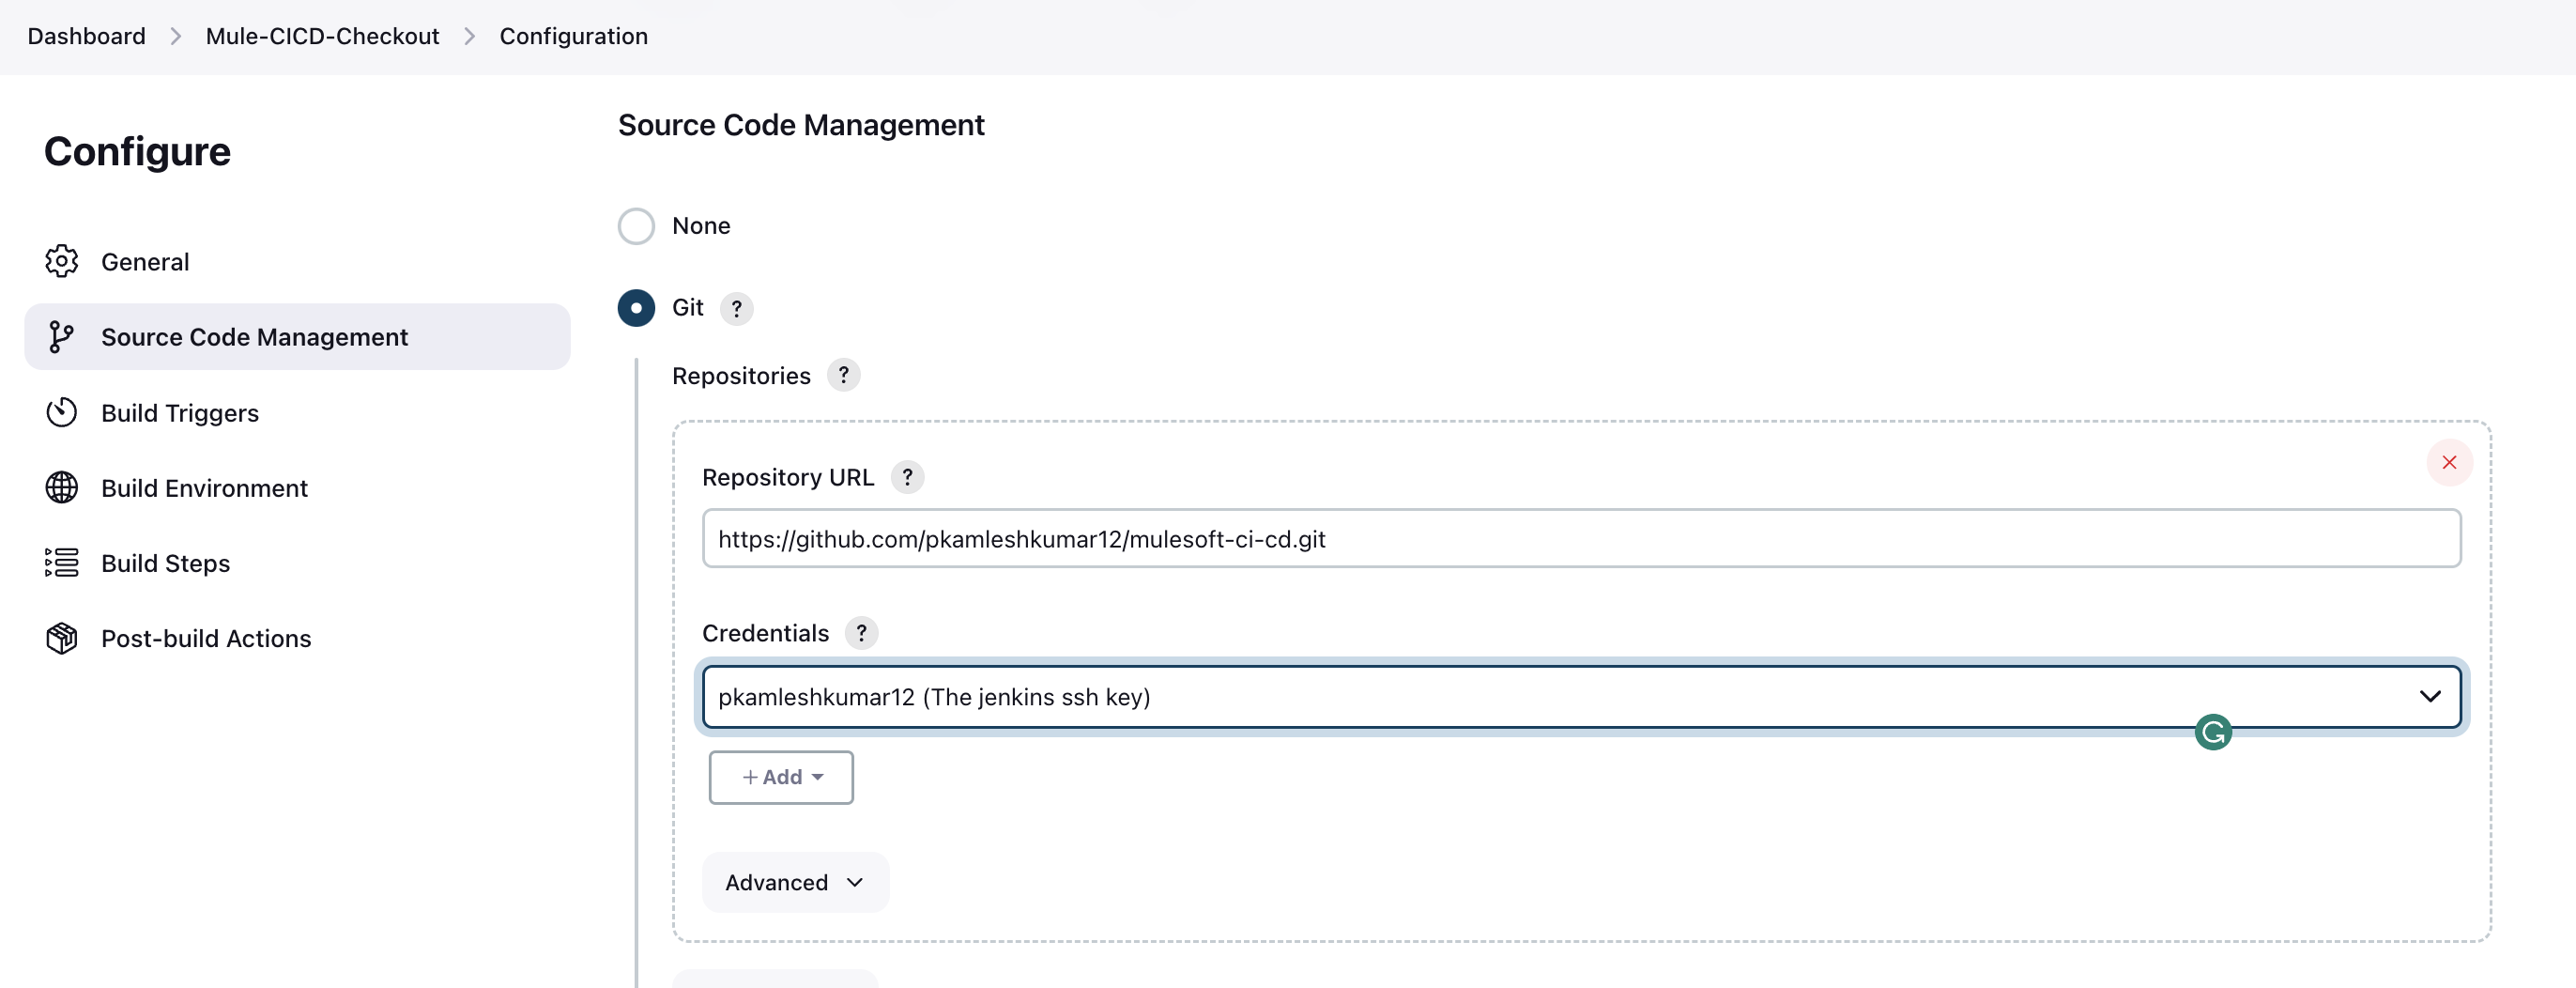 Dashboard > Mule-CICD-Checkout > Configuration
Configure
General
Source Code Management
Build Triggers
Build Environment
Build Steps
Post-build Actions
Source Code Management
None
Git ?
Repositories ?
Repository URL ?
https://github.com/pkamleshkumar12/mulesoft-ci-cd.git
Credentials ?
pkamleshkumar12 (The jenkins ssh key)
+ Add
Advanced